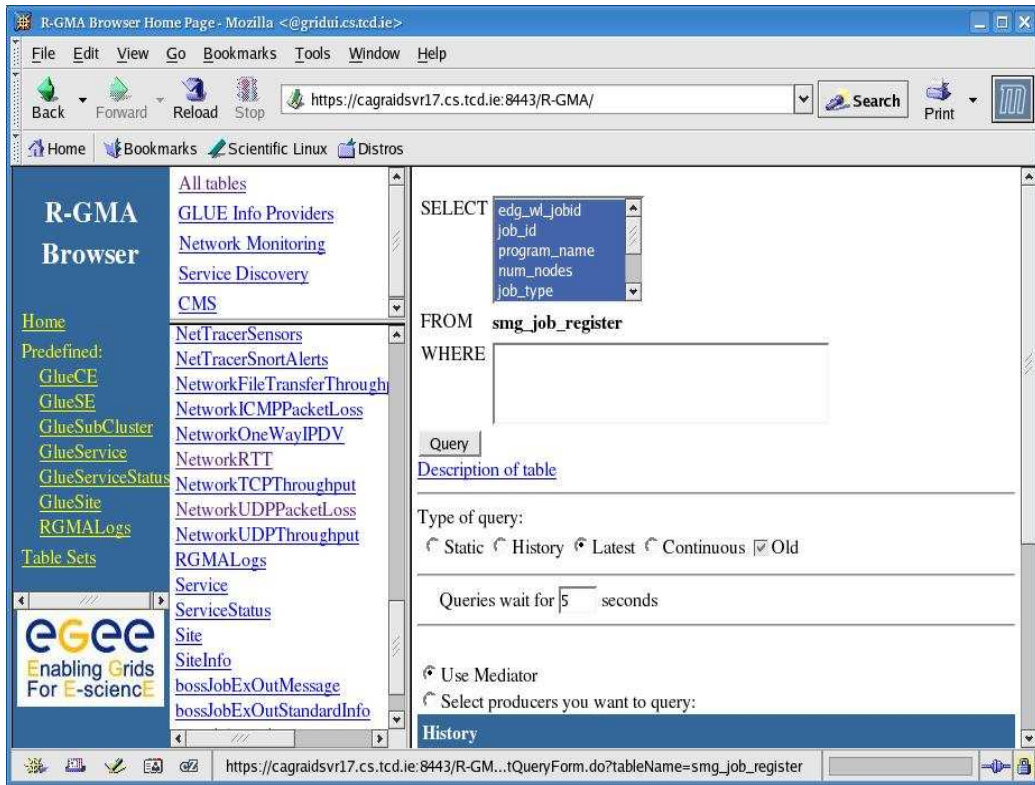 R-GMA Browser Home Page - Mozilla <@gridui.cs.tcd.ie>
File Edit View Go Bookmarks Tools Window Help
Back Forward Reload Stop https://cagraidsvr17.cs.tcd.ie:8443/R-GMA/ Search Print
Home Bookmarks Scientific Linux Distros
R-GMA
Browser
Home
Predefined:
GlueCE
GlueSE
GlueSubCluster
GlueService
GlueServiceStatus
GlueSite
RGMALogs
Table Sets
egee
Enabling Grids
For E-sciencE
All tables
GLUE Info Providers
Network Monitoring
Service Discovery
CMS
NetTracerSensors
NetTracerSnortAlerts
NetworkFileTransferThroughp
NetworkICMPPacketLoss
NetworkOneWayIPDV
NetworkRTT
NetworkTCPThroughput
NetworkUDPPacketLoss
NetworkUDPThroughput
RGMALogs
Service
ServiceStatus
Site
SiteInfo
bossJobExOutMessage
bossJobExOutStandardInfo
SELECT
edg_wl_jobid
job_id
program_name
num_nodes
job_type
FROM smg_job_register
WHERE
Query
Description of table
Type of query:
Static History Latest Continuous Old
Queries wait for 5 seconds
Use Mediator
Select producers you want to query:
History
https://cagraidsvr17.cs.tcd.ie:8443/R-GM...tQueryForm.do?tableName=smg_job_register